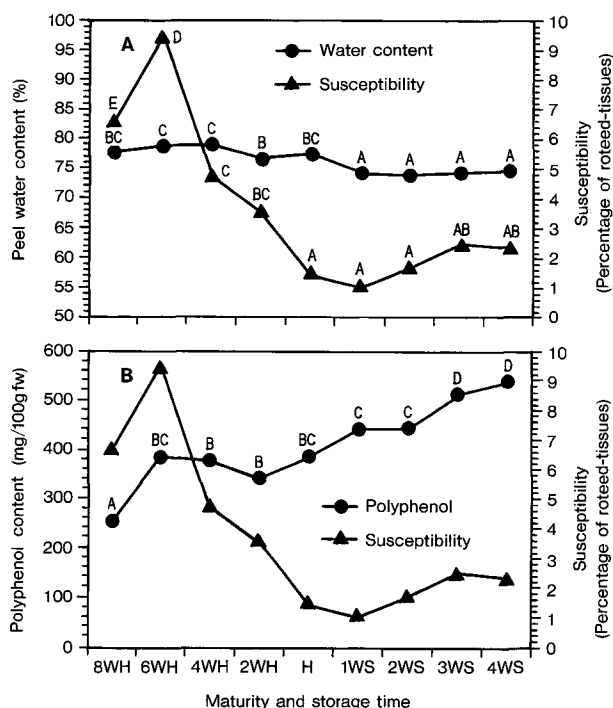 A
Water content
Susceptibility
Peel water content (%)
100
95
90
85
80
75
70
65
60
55
50
E
D
BC
C
C
B
BC
A
A
A
A
C
BC
A
A
A
AB
AB
10
9
8
7
6
5
4
3
2
1
0
Susceptibility
(Percentage of roteed-tissues)
B
Polyphenol
Susceptibility
Polyphenol content (mg/100gfw)
600
500
400
300
200
100
0
A
BC
B
B
BC
C
C
D
D
10
9
8
7
6
5
4
3
2
1
0
Susceptibility
(Percentage of roteed-tissues)
8WH 6WH 4WH 2WH H 1WS 2WS 3WS 4WS
Maturity and storage time